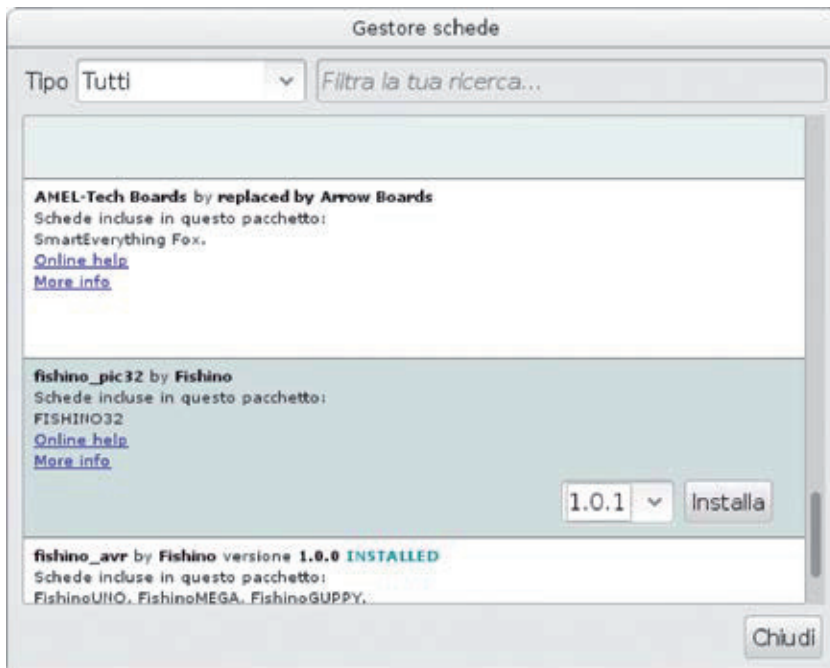 Gestore schede
Tipo Tutti Filtra la tua ricerca...
AMEL-Tech Boards by replaced by Arrow Boards
Schede incluse in questo pacchetto:
SmartEverything Fox.
Online help
More info
fishino_pic32 by Fishino
Schede incluse in questo pacchetto:
FISHINO32
Online help
More info
1.0.1 Installa
fishino_avr by Fishino versione 1.0.0 INSTALLED
Schede incluse in questo pacchetto:
FishinoUNO, FishinoMEGA, FishinoGUPPY.
Chiudi